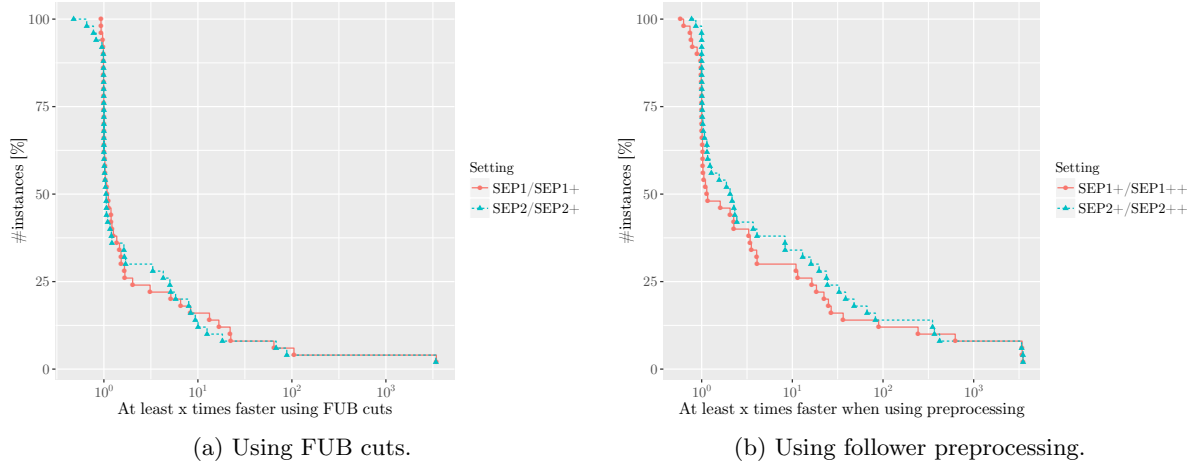 100
75
50
25
0
#instances [%]
10^0
10^1
10^2
10^3
At least x times faster using FUB cuts
Setting
SEP1/SEP1+
SEP2/SEP2+
(a) Using FUB cuts.
100
75
50
25
0
#instances [%]
10^0
10^1
10^2
10^3
At least x times faster when using preprocessing
Setting
SEP1+/SEP1++
SEP2+/SEP2++
(b) Using follower preprocessing.